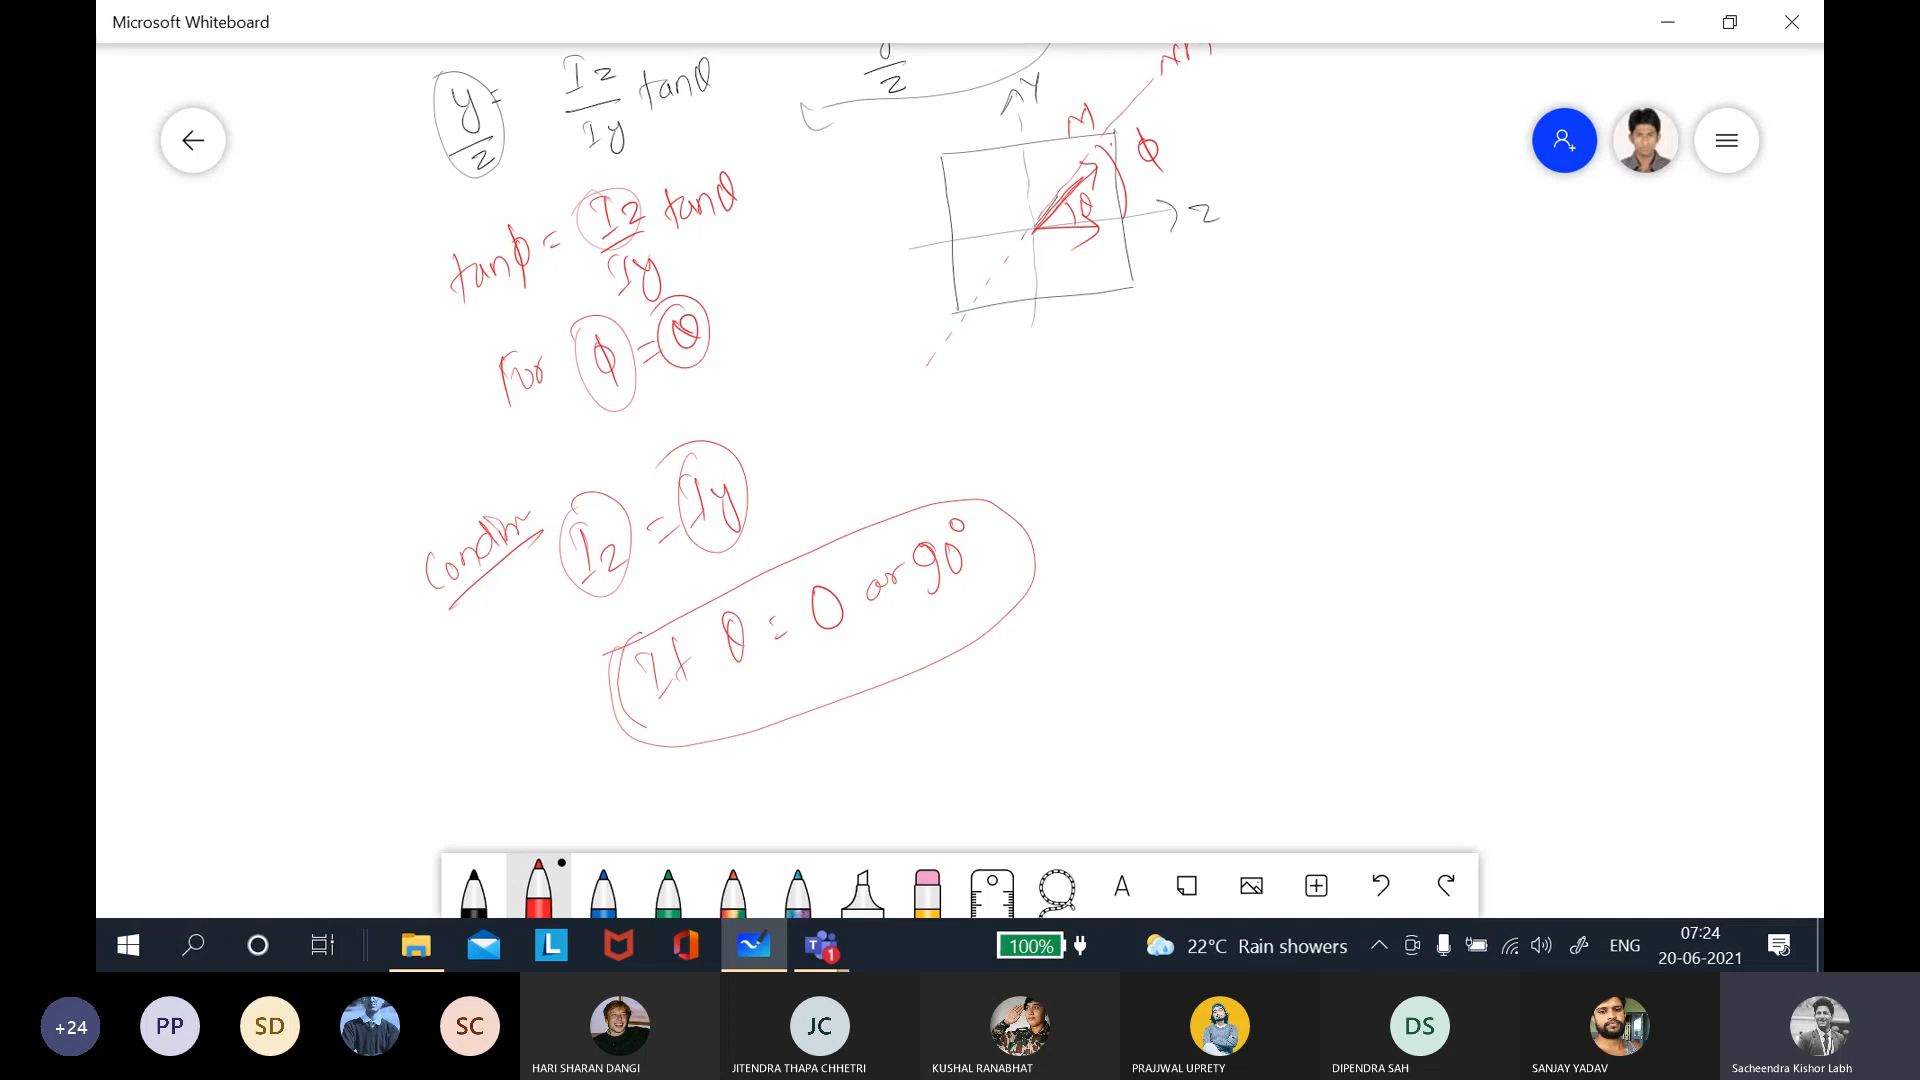 Microsoft Whiteboard
y/z = Iz/Iy tanθ
/2
Y
M
ϕ
θ
z
tanϕ = Iz/Iy tanθ
For ϕ = θ
Iz = Iy
If θ = 0 or 90°
A
L
100%
22°C Rain showers
ENG
07:24
20-06-2021
1
+24
PP
SD
SC
JC
DS
HARI SHARAN DANGI
JITENDRA THAPA CHHETRI
KUSHAL RANABHAT
PRAJJWAL UPRETY
DIPENDRA SAH
SANJAY YADAV
Sacheendra Kishor Labh